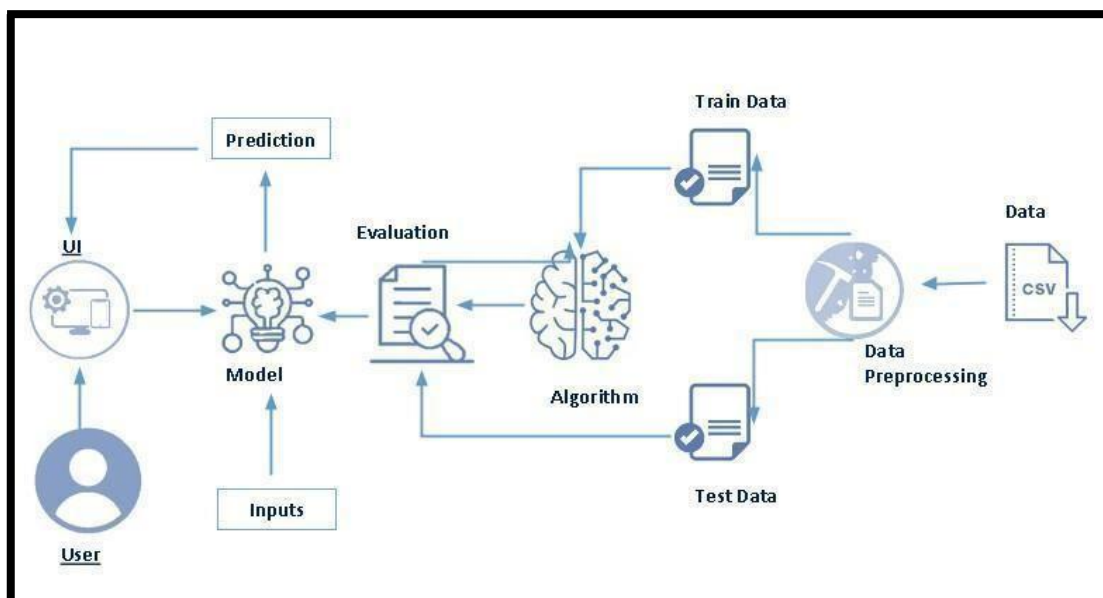 Train Data
Prediction
Data
Evaluation
UI
CSV
Model
Data
Preprocessing
Algorithm
Inputs
Test Data
User